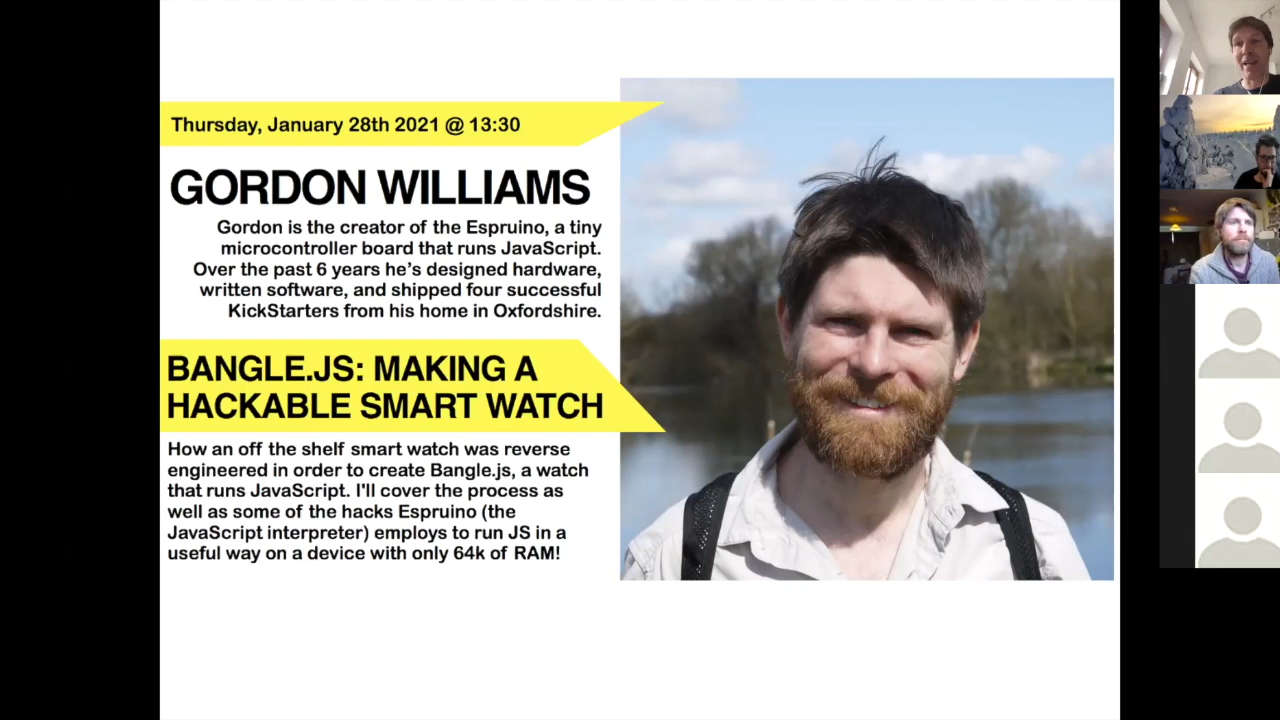 Thursday, January 28th 2021 @ 13:30
GORDON WILLIAMS
Gordon is the creator of the Espruino, a tiny
microcontroller board that runs JavaScript.
Over the past 6 years he’s designed hardware,
written software, and shipped four successful
KickStarters from his home in Oxfordshire.
BANGLE.JS: MAKING A
HACKABLE SMART WATCH
How an off the shelf smart watch was reverse
engineered in order to create Bangle.js, a watch
that runs JavaScript. I'll cover the process as
well as some of the hacks Espruino (the
JavaScript interpreter) employs to run JS in a
useful way on a device with only 64k of RAM!